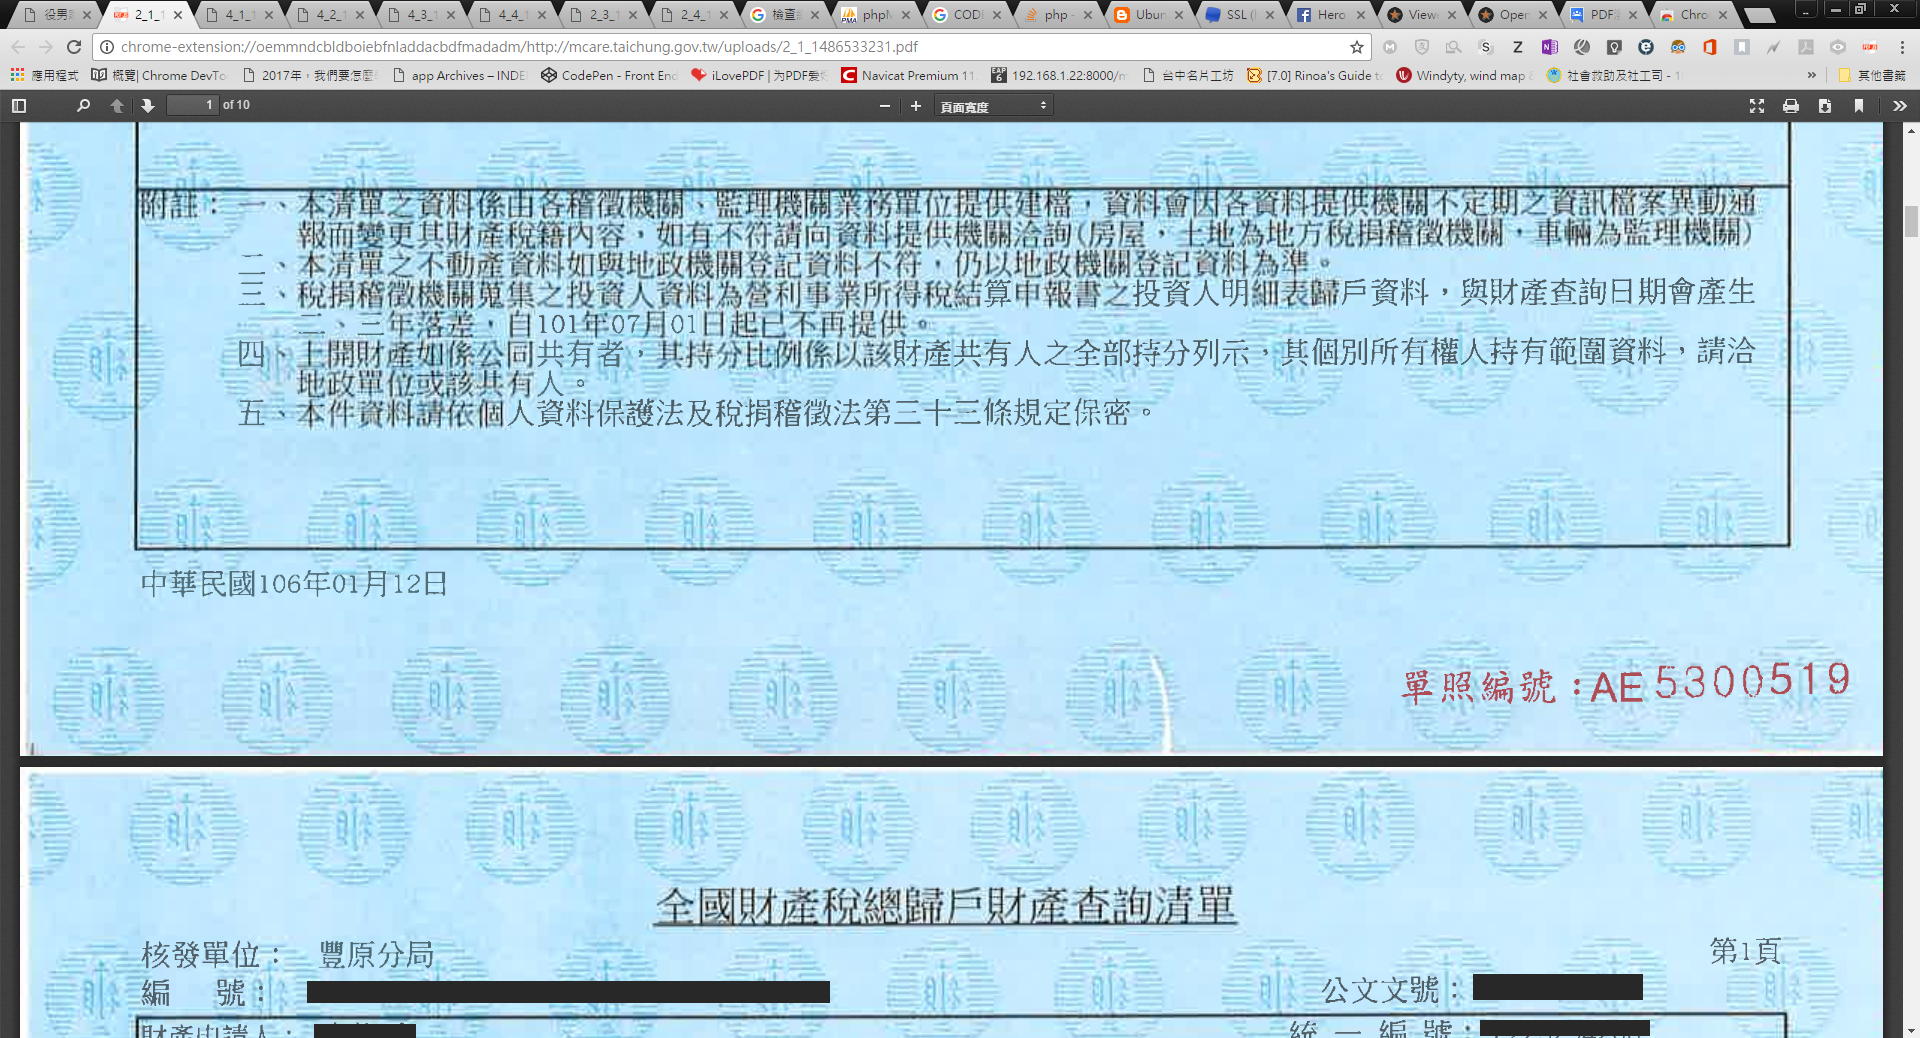 役男
2_1_1
4_1_1
4_2_1
4_3_1
4_4_1
2_3_1
2_4_1
檢查
phpM
CODE
php -
Ubun
SSL (
Hero
View
Open
PDF
Chro
chrome-extension://oemmndcbldboiebfnladdacbdfmadadm/http://mcare.taichung.gov.tw/uploads/2_1_1486533231.pdf
應用程式
概覽 | Chrome DevTo
2017年，我們要怎麼
app Archives – INDE
CodePen - Front End
iLovePDF | 为PDF爱好
Navicat Premium 11.
192.168.1.22:8000/m
台中名片工坊
[7.0] Rinoa's Guide to
Windyty, wind map &
社會救助及社工司 - 1
»
其他書籤
1 of 10
頁面寬度
附註： 一、本清單之資料係由各稽徵機關、監理機關業務單位提供建檔，資料會因各資料提供機關不定期之資訊檔案異動通
報而變更其財產稅籍內容，如有不符請向資料提供機關洽詢(房屋，土地為地方稅捐稽徵機關，車輛為監理機關)
二、本清單之不動產資料如與地政機關登記資料不符，仍以地政機關登記資料為準。
三、稅捐稽徵機關蒐集之投資人資料為營利事業所得稅結算申報書之投資人明細表歸戶資料，與財產查詢日期會產生
二、三年落差，自101年07月01日起已不再提供。
四、上開財產如係公同共有者，其持分比例係以該財產共有人之全部持分列示，其個別所有權人持有範圍資料，請洽
地政單位或該共有人。
五、本件資料請依個人資料保護法及稅捐稽徵法第三十三條規定保密。
中華民國106年01月12日
單照編號：AE5300519
全國財產稅總歸戶財產查詢清單
核發單位： 豐原分局
第1頁
編 號：
公文文號：
財產申請人：
統一編號：